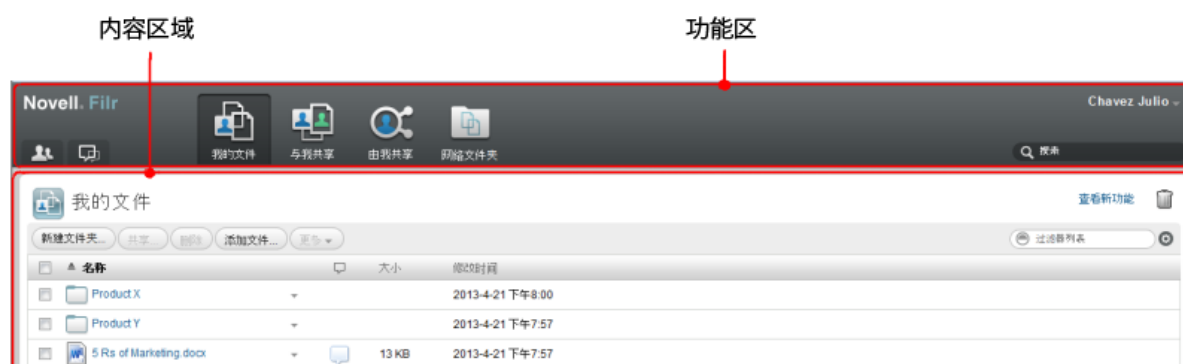 内容区域
功能区
Novell. Filr
Chavez Julio
我的文件
与我共享
由我共享
网络文件夹
搜索
我的文件
查看新功能
新建文件夹... 共享... 删除 添加文件... 更多
过滤器列表
名称 大小 修改时间
Product X 2013-4-21 下午8:00
Product Y 2013-4-21 下午7:57
5 Rs of Marketing.docx 13 KB 2013-4-21 下午7:57